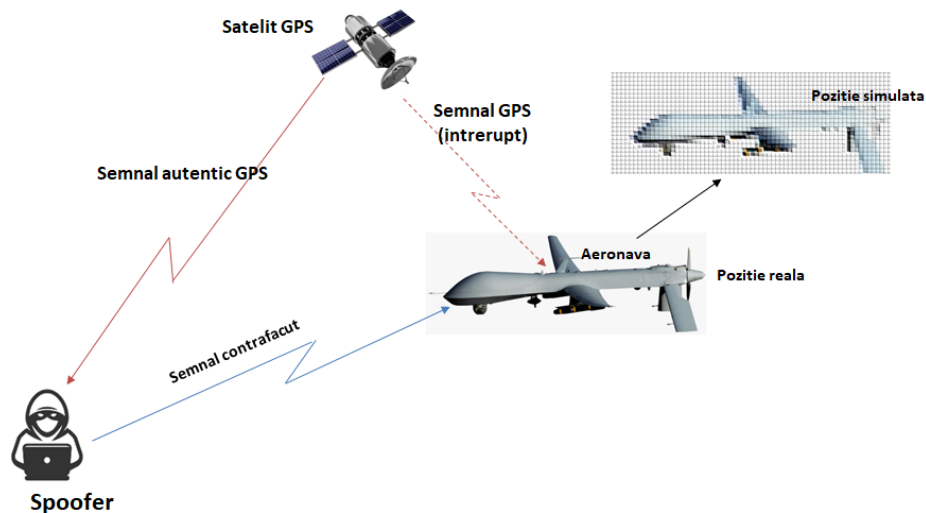 Satelit GPS
Pozitie simulata
Semnal GPS
(intrerupt)
Semnal autentic GPS
Aeronava
Pozitie reala
Semnal contrafacut
Spoofer